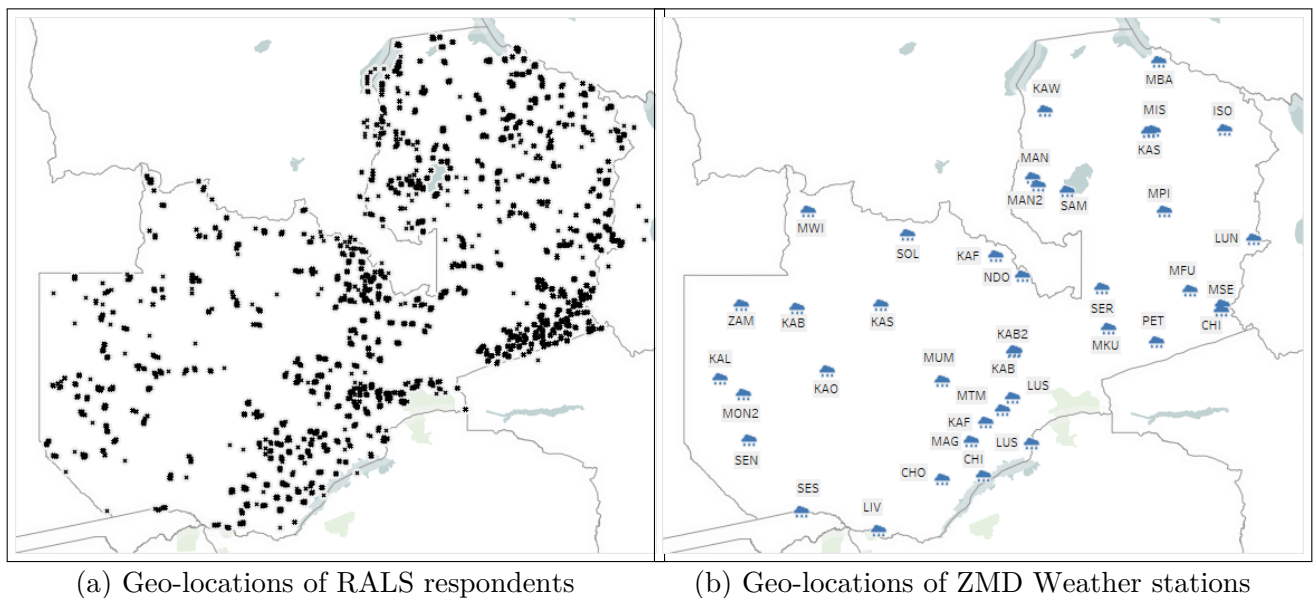 MBA
KAW
MIS
ISO
KAS
MAN
MAN2
SAM
MPI
MWI
SOL
LUN
KAF
NDO
MFU
MSE
SER
ZAM
KAB
KAS
PET
CHI
MKU
KAB2
KAL
MUM
KAB
KAO
MTM
LUS
MON2
KAF
MAG
LUS
SEN
CHI
CHO
SES
LIV
(a) Geo-locations of RALS respondents
(b) Geo-locations of ZMD Weather stations